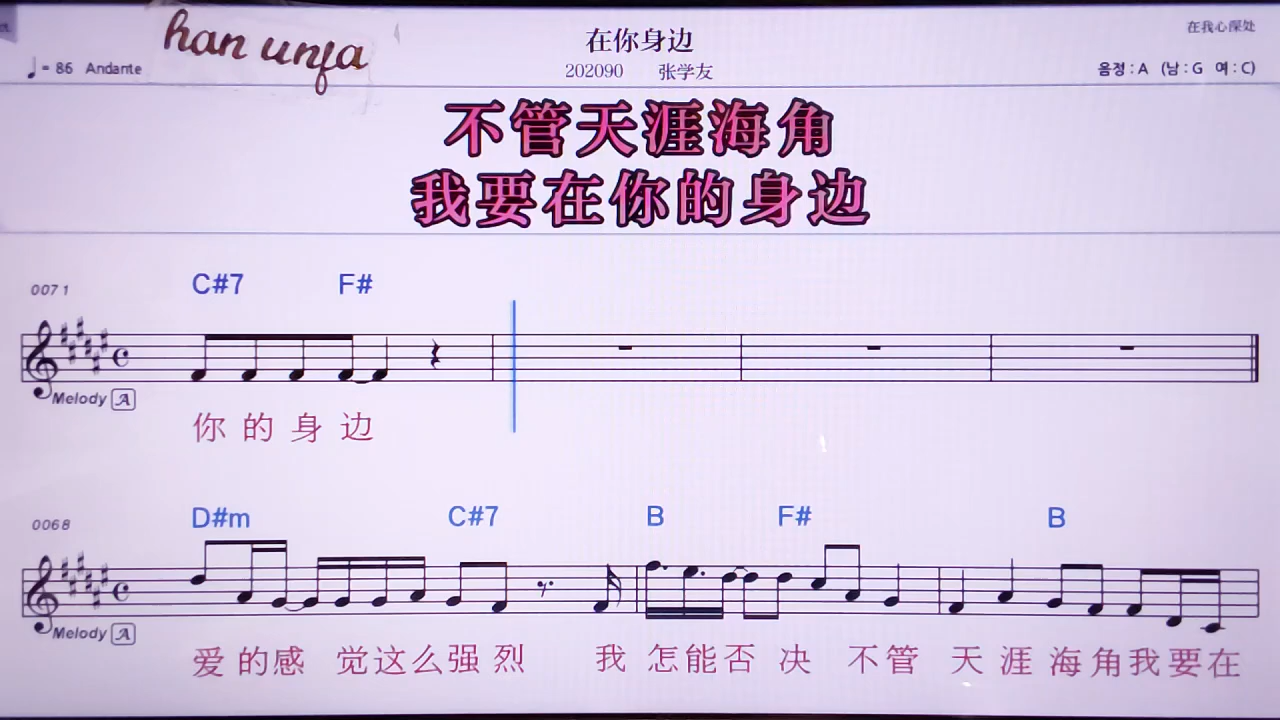 han unfa
在你身边
在我心深处
♩= 86 Andante
202090 张学友
음정 : A (남 : G 여 : C)
不管天涯海角
我要在你的身边
0071
C#7 F#
Melody A
你 的 身 边
0068
D#m C#7 B F# B
Melody A
爱 的 感 觉 这 么 强 烈 我 怎 能 否 决 不 管 天 涯 海 角 我 要 在